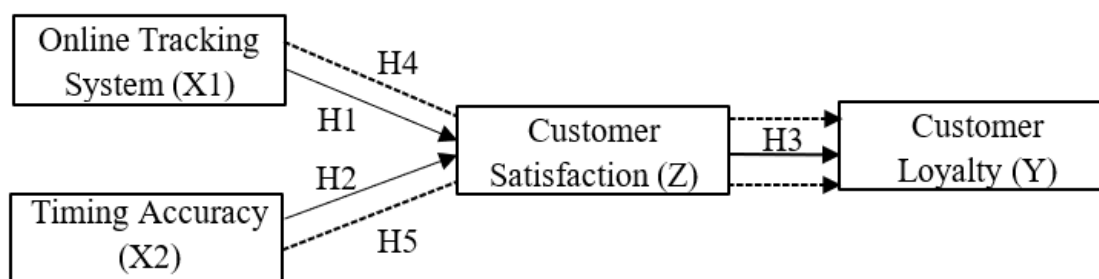 Online Tracking
System (X1)
H4
H1
Customer
Satisfaction (Z)
H3
Customer
Loyalty (Y)
H2
Timing Accuracy
(X2)
H5